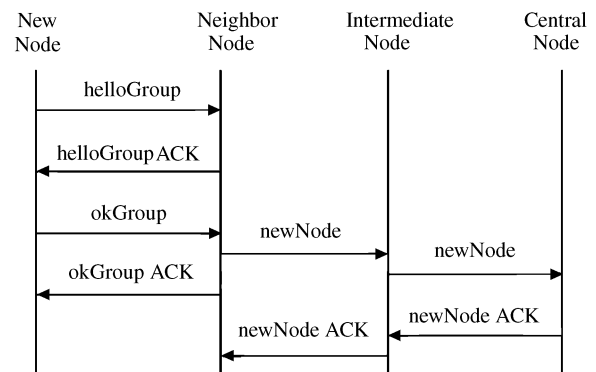 New
Node
Neighbor
Node
Intermediate
Node
Central
Node
helloGroup
helloGroup ACK
okGroup
newNode
newNode
okGroup ACK
newNode ACK
newNode ACK